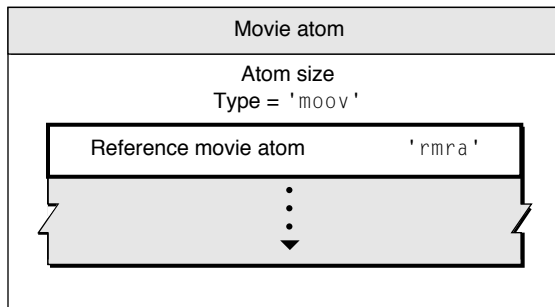 Movie atom
Atom size
Type = 'moov'
Reference movie atom 'rmra'